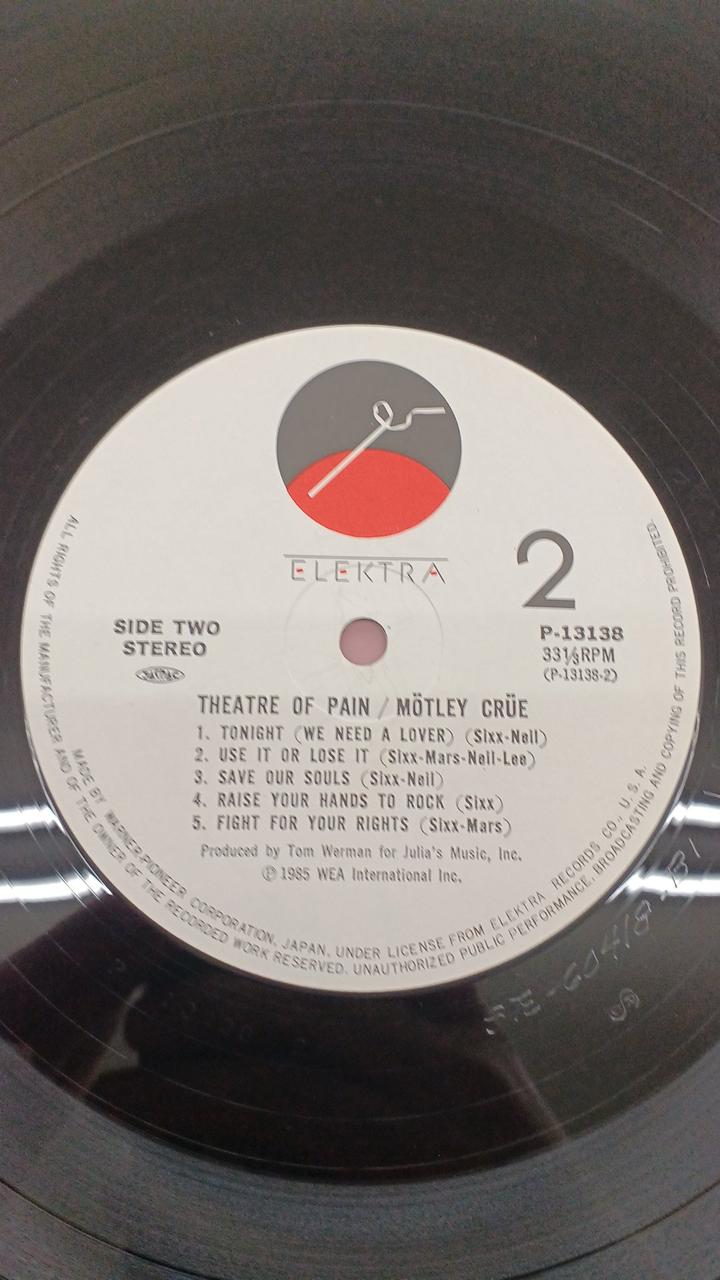 ELEKTRA
2
SIDE TWO
STEREO
P-13138
33⅓RPM
(P-13138-2)
THEATRE OF PAIN / MÖTLEY CRÜE
1. TONIGHT (WE NEED A LOVER) (Sixx-Neil)
2. USE IT OR LOSE IT (Sixx-Mars-Neil-Lee)
3. SAVE OUR SOULS (Sixx-Neil)
4. RAISE YOUR HANDS TO ROCK (Sixx)
5. FIGHT FOR YOUR RIGHTS (Sixx-Mars)
Produced by Tom Werman for Julia's Music, Inc.
Ⓟ 1985 WEA International Inc.
MADE BY WARNER-PIONEER CORPORATION, JAPAN, UNDER LICENSE FROM ELEKTRA RECORDS CO., U.S.A.
ALL RIGHTS OF THE MANUFACTURER AND OF THE OWNER OF THE RECORDED WORK RESERVED. UNAUTHORIZED PUBLIC PERFORMANCE, BROADCASTING AND COPYING OF THIS RECORD PROHIBITED.